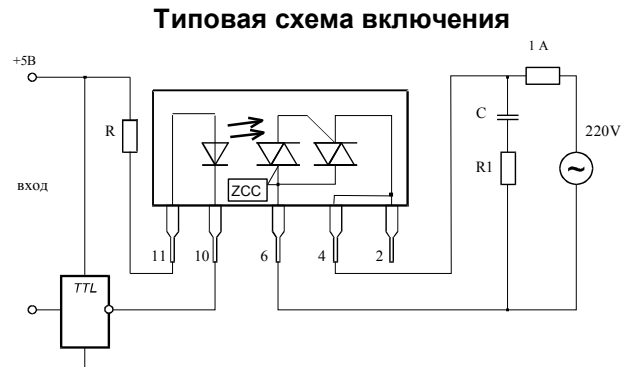 Типовая схема включения
1 А
+5В
R
C
220V
вход
ZCC
R1
11
10
6
4
2
TTL